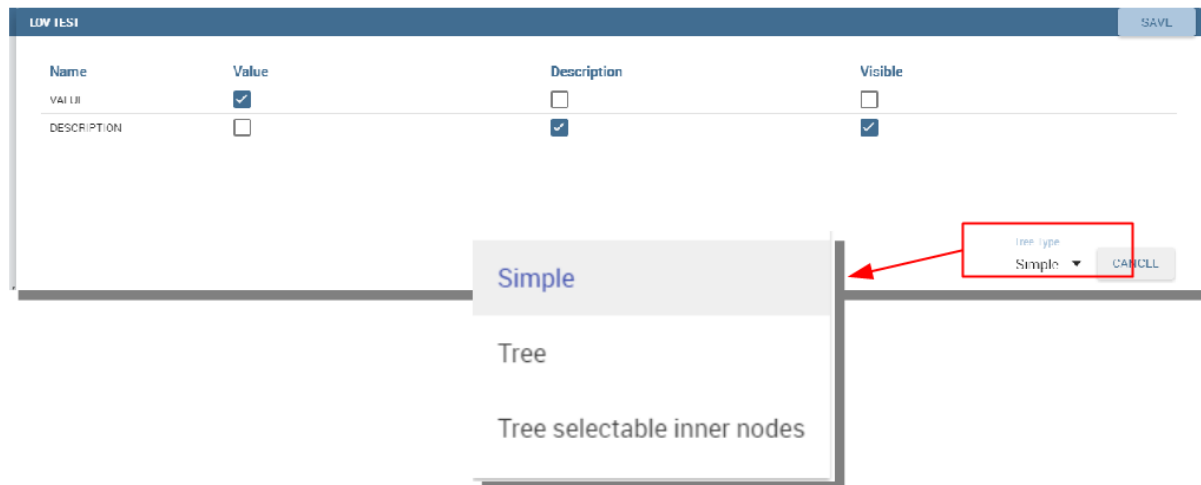 LOV TEST SAVE
Name Value Description Visible
VALUE
DESCRIPTION
Tree Type
Simple CANCEL
Simple
Tree
Tree selectable inner nodes